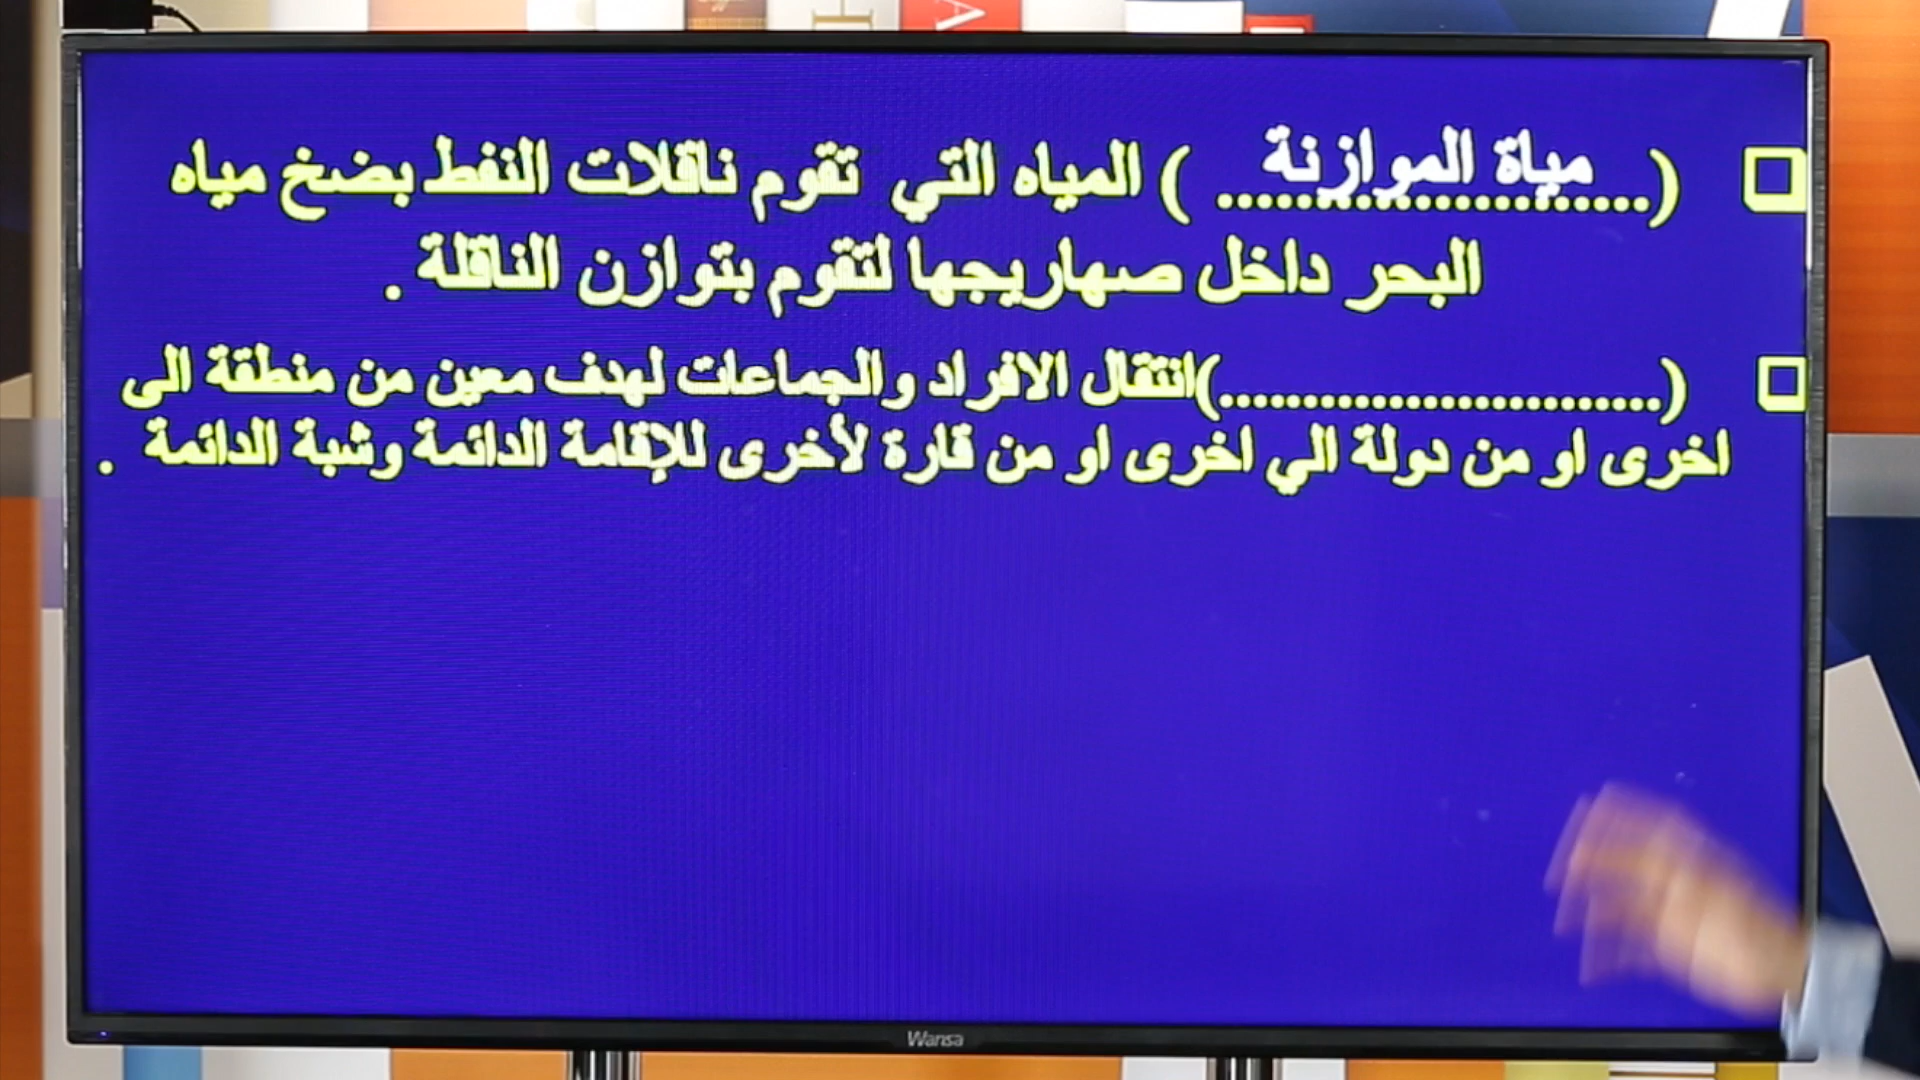 (..........................) المياه التي تقوم ناقلات النفط بضخ مياه
مياة الموازنة
البحر داخل صهاريجها لتقوم بتوازن الناقلة .
(..........................)انتقال الافراد والجماعات لهدف معين من منطقة الى
اخرى او من دولة الي اخرى او من قارة لأخرى للإقامة الدائمة وشبة الدائمة .
Wansa